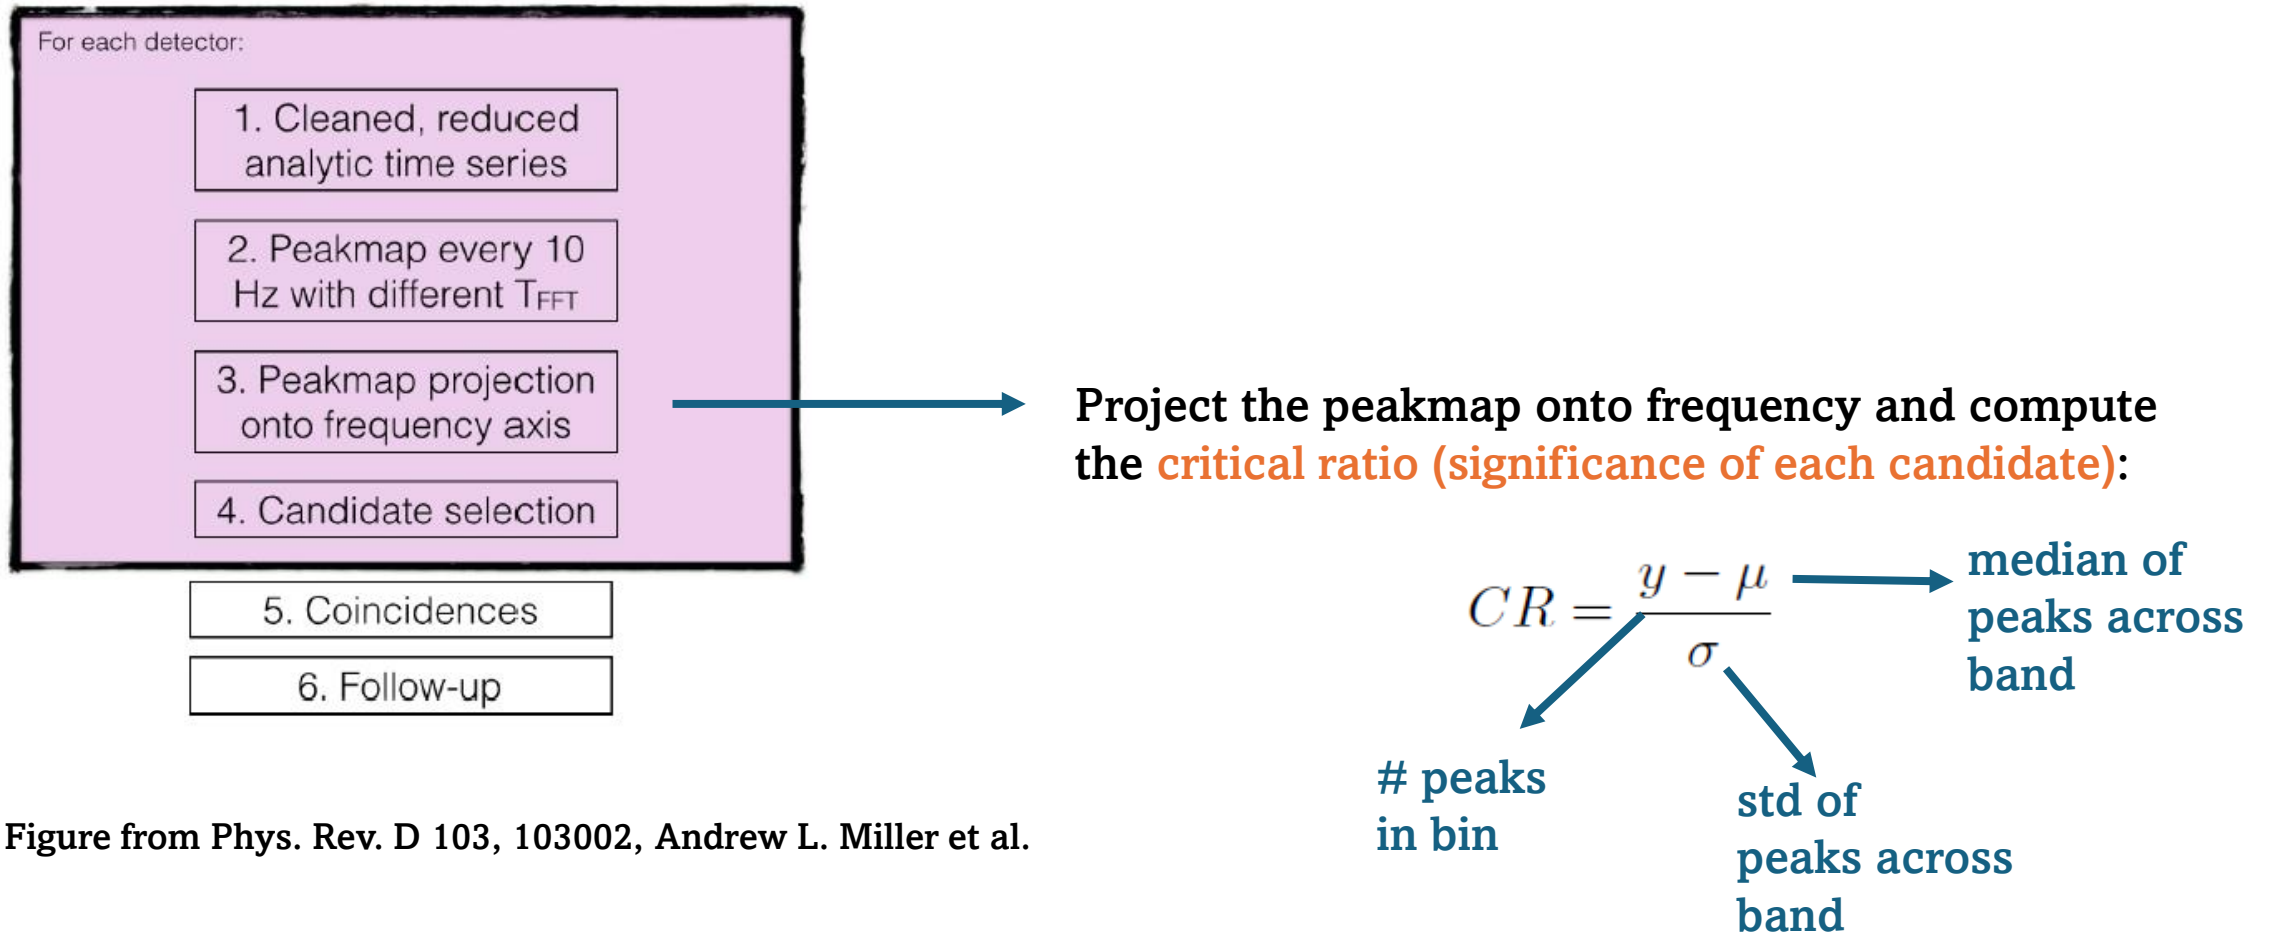 For each detector:
1. Cleaned, reduced
analytic time series
2. Peakmap every 10
Hz with different T_FFT
3. Peakmap projection
onto frequency axis
4. Candidate selection
5. Coincidences
6. Follow-up
Figure from Phys. Rev. D 103, 103002, Andrew L. Miller et al.
Project the peakmap onto frequency and compute
the critical ratio (significance of each candidate):
CR = \frac{y - μ}{σ}
median of
peaks across
band
# peaks
in bin
std of
peaks across
band